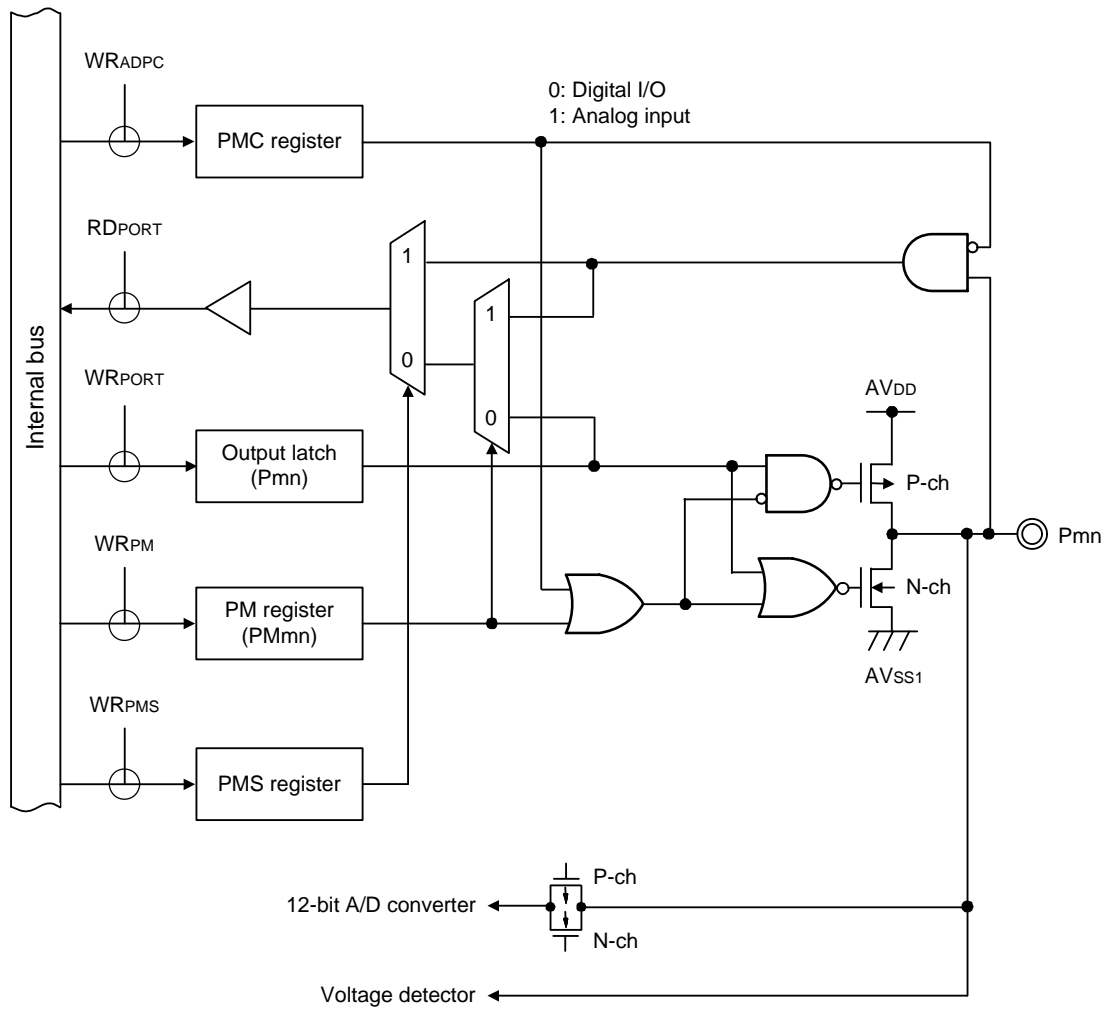 WRADPC
0: Digital I/O
1: Analog input
PMC register
RDPORT
1
1
Internal bus
0
WRPORT
AVDD
0
Output latch
(Pmn)
P-ch
Pmn
WRPM
N-ch
PM register
(PMmn)
AVSS1
WRPMS
PMS register
P-ch
12-bit A/D converter
N-ch
Voltage detector